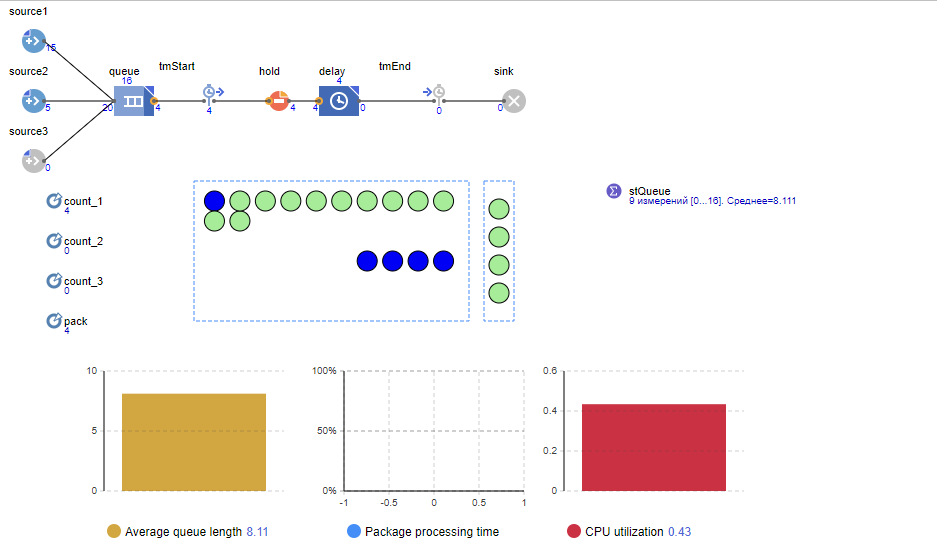 source1
15
source2
5
source3
0
queue
16
20
4
tmStart
4
hold
4
delay
4
4
0
tmEnd
0
sink
0
count_1
4
count_2
0
count_3
0
pack
4
stQueue
9 измерений [0...16]. Среднее=8.111
10
5
0
Average queue length 8.11
100%
50%
0%
-1 -0.5 0 0.5 1
Package processing time
0.6
0.4
0.2
0
CPU utilization 0.43